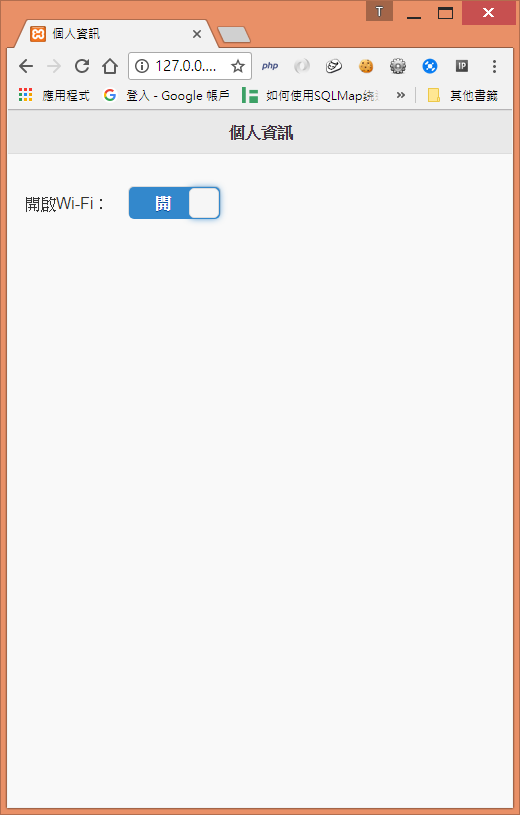 T
個人資訊
127.0.0....
php
IP
應用程式
登入 - Google 帳戶
如何使用SQLMap绕
»
其他書籤
個人資訊
開啟Wi-Fi：
開